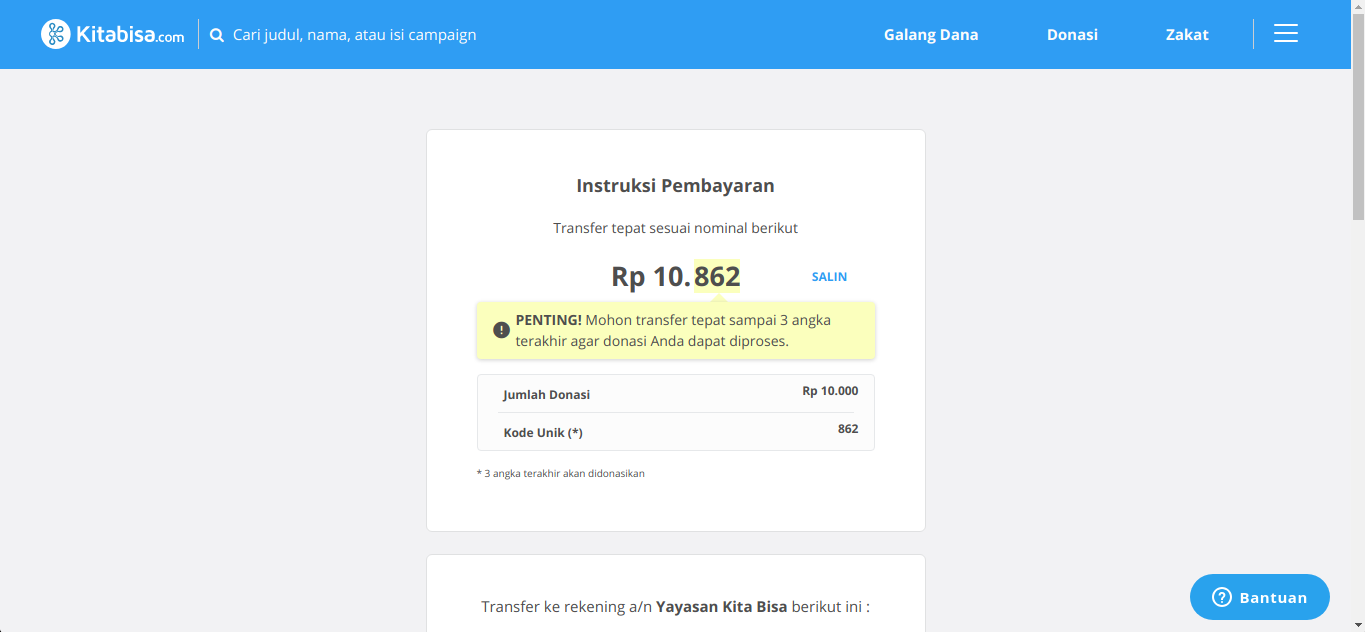 Kitabisa.com
Cari judul, nama, atau isi campaign
Galang Dana
Donasi
Zakat
Instruksi Pembayaran
Transfer tepat sesuai nominal berikut
Rp 10.862
SALIN
PENTING! Mohon transfer tepat sampai 3 angka
terakhir agar donasi Anda dapat diproses.
Jumlah Donasi Rp 10.000
Kode Unik (*) 862
* 3 angka terakhir akan didonasikan
Transfer ke rekening a/n Yayasan Kita Bisa berikut ini :
Bantuan